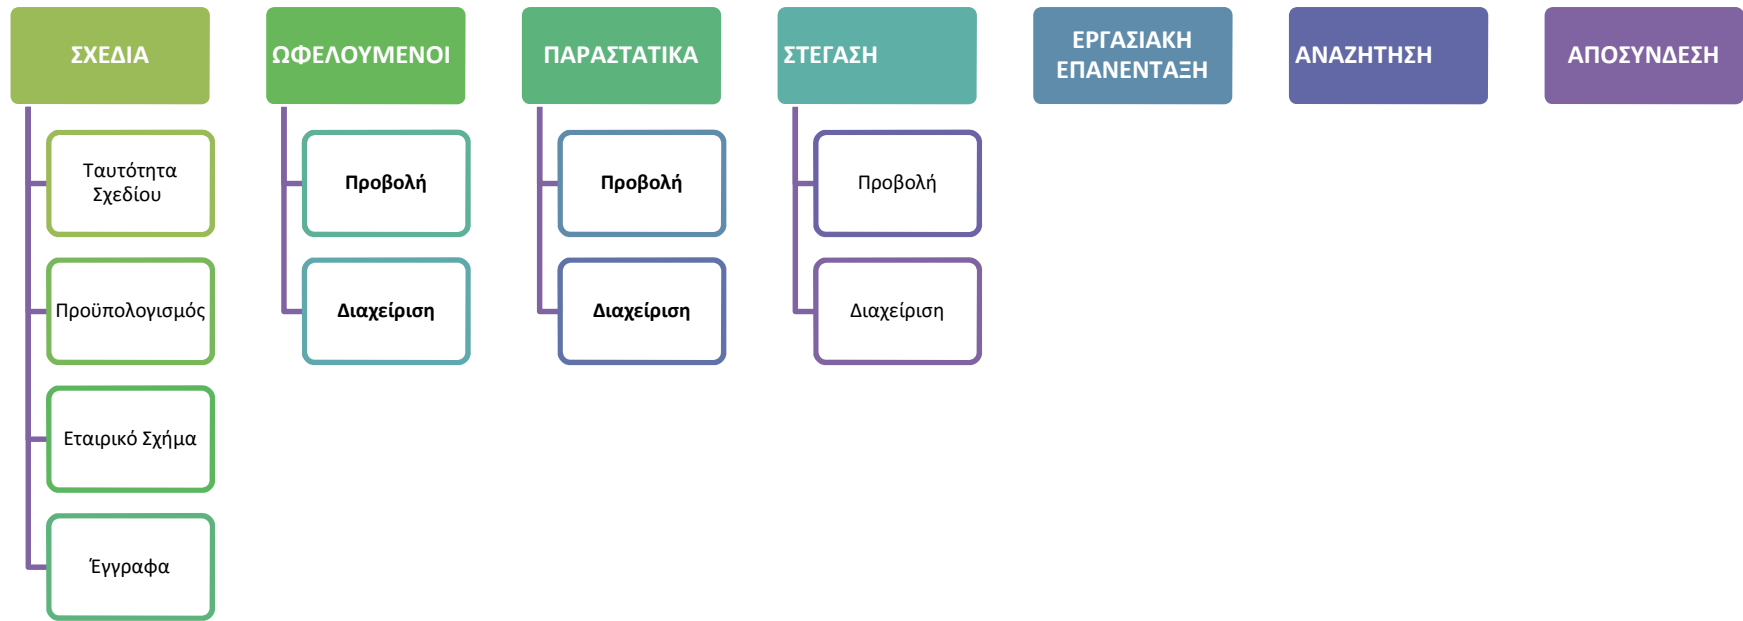 ΣΧΕΔΙΑ
ΩΦΕΛΟΥΜΕΝΟΙ
ΠΑΡΑΣΤΑΤΙΚΑ
ΣΤΕΓΑΣΗ
ΕΡΓΑΣΙΑΚΗ
ΕΠΑΝΕΝΤΑΞΗ
ΑΝΑΖΗΤΗΣΗ
ΑΠΟΣΥΝΔΕΣΗ
Ταυτότητα
Σχεδίου
Προϋπολογισμός
Εταιρικό Σχήμα
Έγγραφα
Προβολή
Διαχείριση
Προβολή
Διαχείριση
Προβολή
Διαχείριση